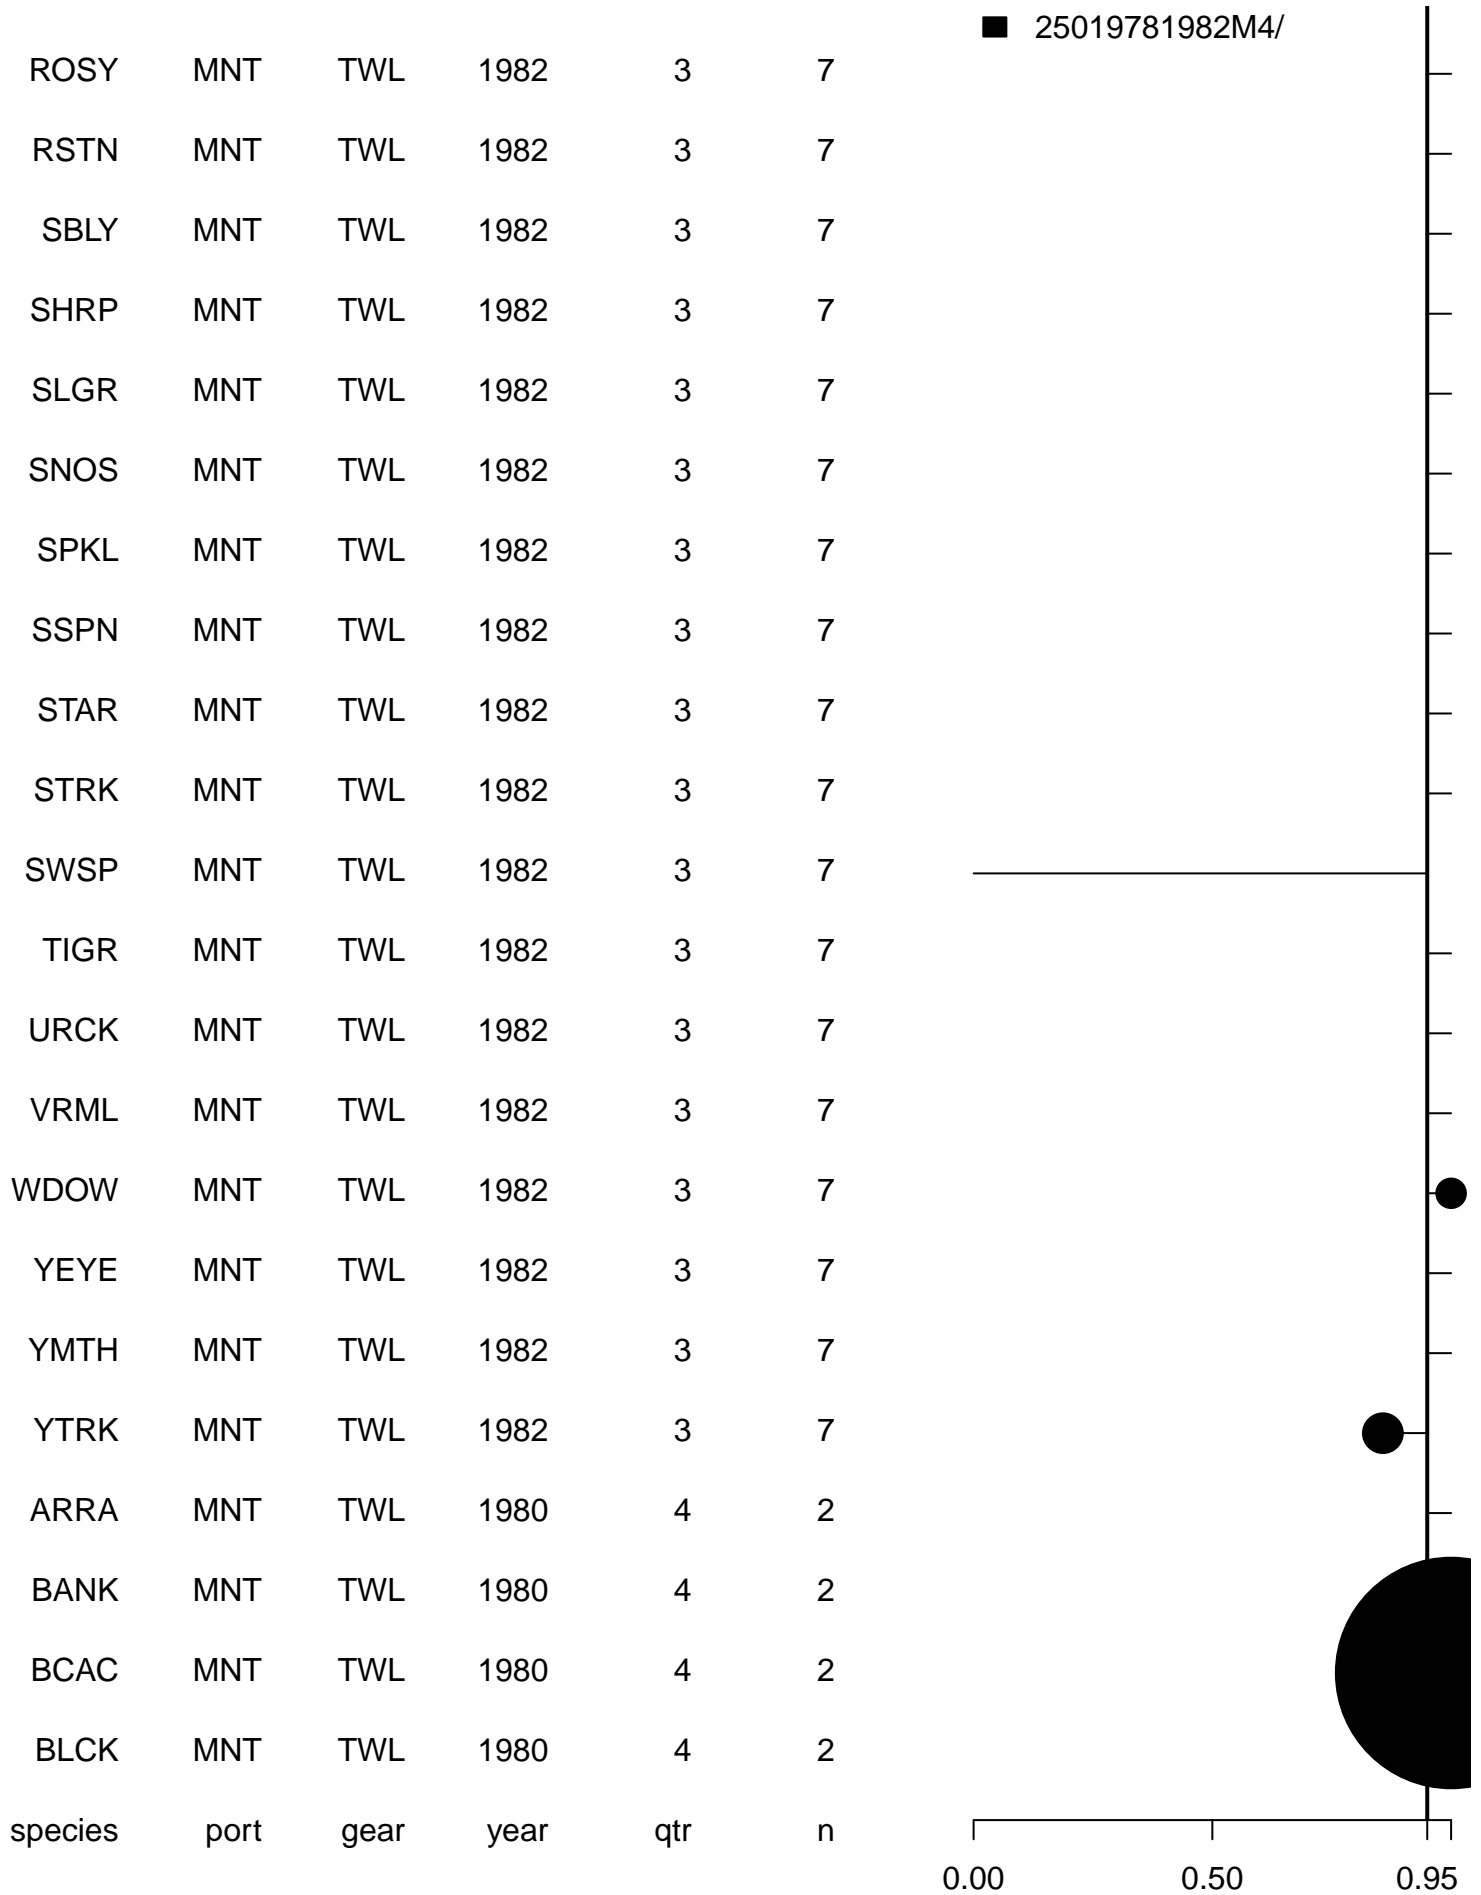 25019781982M4/
ROSY MNT TWL 1982 3 7
RSTN MNT TWL 1982 3 7
SBLY MNT TWL 1982 3 7
SHRP MNT TWL 1982 3 7
SLGR MNT TWL 1982 3 7
SNOS MNT TWL 1982 3 7
SPKL MNT TWL 1982 3 7
SSPN MNT TWL 1982 3 7
STAR MNT TWL 1982 3 7
STRK MNT TWL 1982 3 7
SWSP MNT TWL 1982 3 7
TIGR MNT TWL 1982 3 7
URCK MNT TWL 1982 3 7
VRML MNT TWL 1982 3 7
WDOW MNT TWL 1982 3 7
YEYE MNT TWL 1982 3 7
YMTH MNT TWL 1982 3 7
YTRK MNT TWL 1982 3 7
ARRA MNT TWL 1980 4 2
BANK MNT TWL 1980 4 2
BCAC MNT TWL 1980 4 2
BLCK MNT TWL 1980 4 2
species port gear year qtr n
0.00 0.50 0.95